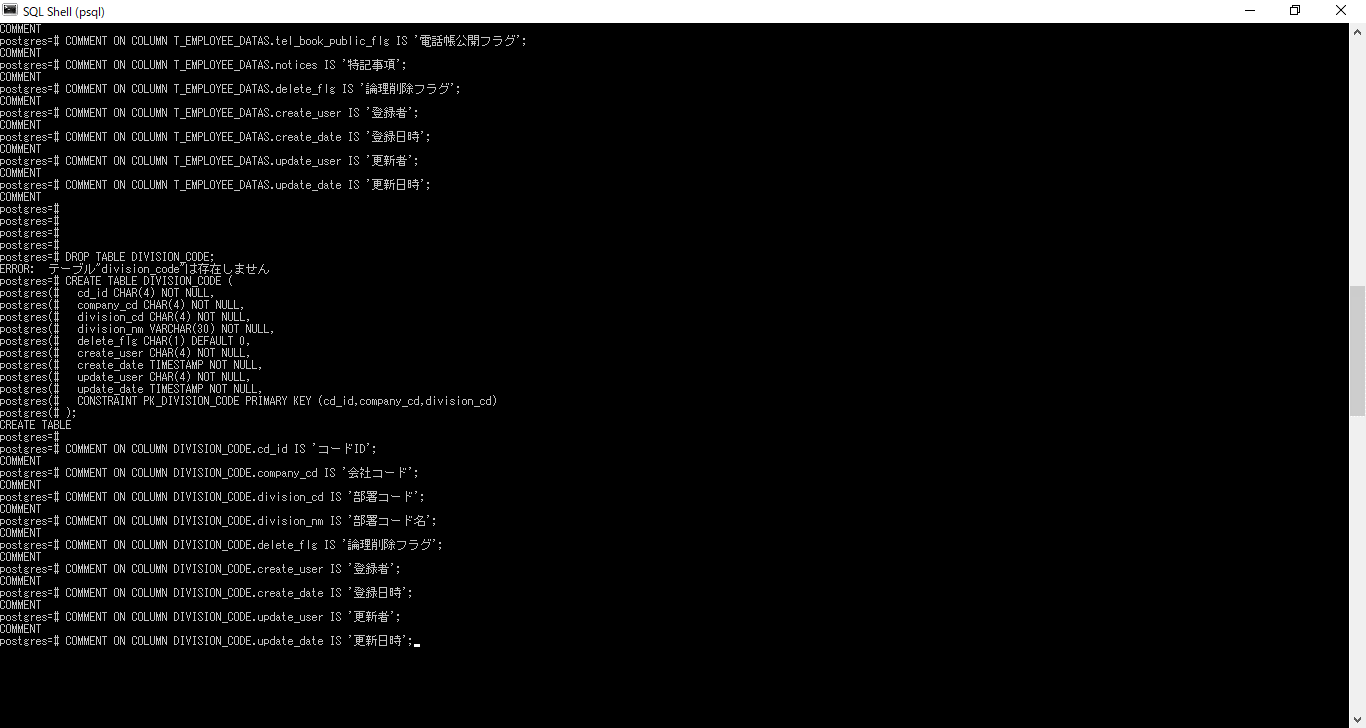 SQL Shell (psql)
COMMENT
postgres=# COMMENT ON COLUMN T_EMPLOYEE_DATAS.tel_book_public_flg IS '電話帳公開フラグ';
COMMENT
postgres=# COMMENT ON COLUMN T_EMPLOYEE_DATAS.notices IS '特記事項';
COMMENT
postgres=# COMMENT ON COLUMN T_EMPLOYEE_DATAS.delete_flg IS '論理削除フラグ';
COMMENT
postgres=# COMMENT ON COLUMN T_EMPLOYEE_DATAS.create_user IS '登録者';
COMMENT
postgres=# COMMENT ON COLUMN T_EMPLOYEE_DATAS.create_date IS '登録日時';
COMMENT
postgres=# COMMENT ON COLUMN T_EMPLOYEE_DATAS.update_user IS '更新者';
COMMENT
postgres=# COMMENT ON COLUMN T_EMPLOYEE_DATAS.update_date IS '更新日時';
COMMENT
postgres=#
postgres=#
postgres=#
postgres=#
postgres=# DROP TABLE DIVISION_CODE;
ERROR:  テーブル"division_code"は存在しません
postgres=# CREATE TABLE DIVISION_CODE (
postgres(#   cd_id CHAR(4) NOT NULL,
postgres(#   company_cd CHAR(4) NOT NULL,
postgres(#   division_cd CHAR(4) NOT NULL,
postgres(#   division_nm VARCHAR(30) NOT NULL,
postgres(#   delete_flg CHAR(1) DEFAULT 0,
postgres(#   create_user CHAR(4) NOT NULL,
postgres(#   create_date TIMESTAMP NOT NULL,
postgres(#   update_user CHAR(4) NOT NULL,
postgres(#   update_date TIMESTAMP NOT NULL,
postgres(#   CONSTRAINT PK_DIVISION_CODE PRIMARY KEY (cd_id,company_cd,division_cd)
postgres(# );
CREATE TABLE
postgres=#
postgres=# COMMENT ON COLUMN DIVISION_CODE.cd_id IS 'コードID';
COMMENT
postgres=# COMMENT ON COLUMN DIVISION_CODE.company_cd IS '会社コード';
COMMENT
postgres=# COMMENT ON COLUMN DIVISION_CODE.division_cd IS '部署コード';
COMMENT
postgres=# COMMENT ON COLUMN DIVISION_CODE.division_nm IS '部署コード名';
COMMENT
postgres=# COMMENT ON COLUMN DIVISION_CODE.delete_flg IS '論理削除フラグ';
COMMENT
postgres=# COMMENT ON COLUMN DIVISION_CODE.create_user IS '登録者';
COMMENT
postgres=# COMMENT ON COLUMN DIVISION_CODE.create_date IS '登録日時';
COMMENT
postgres=# COMMENT ON COLUMN DIVISION_CODE.update_user IS '更新者';
COMMENT
postgres=# COMMENT ON COLUMN DIVISION_CODE.update_date IS '更新日時';